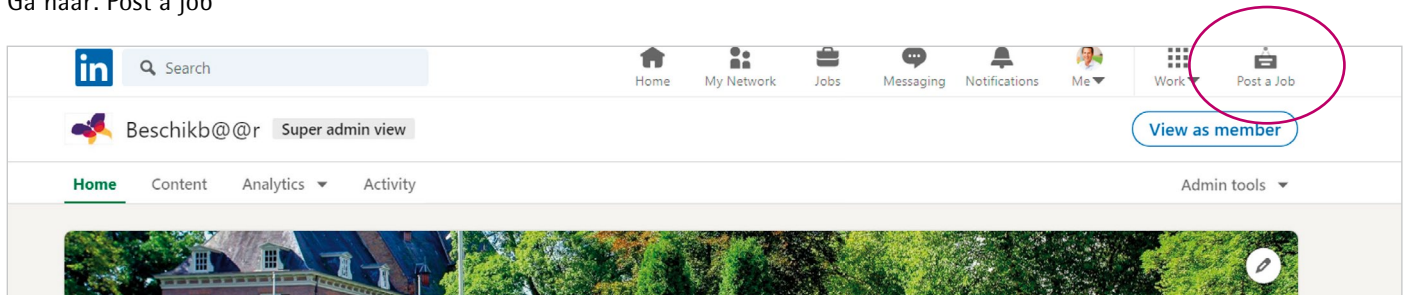 Ga naar: Post a job
in Search Home My Network Jobs Messaging Notifications Me Work Post a Job
Beschikb@@r Super admin view View as member
Home Content Analytics Activity Admin tools